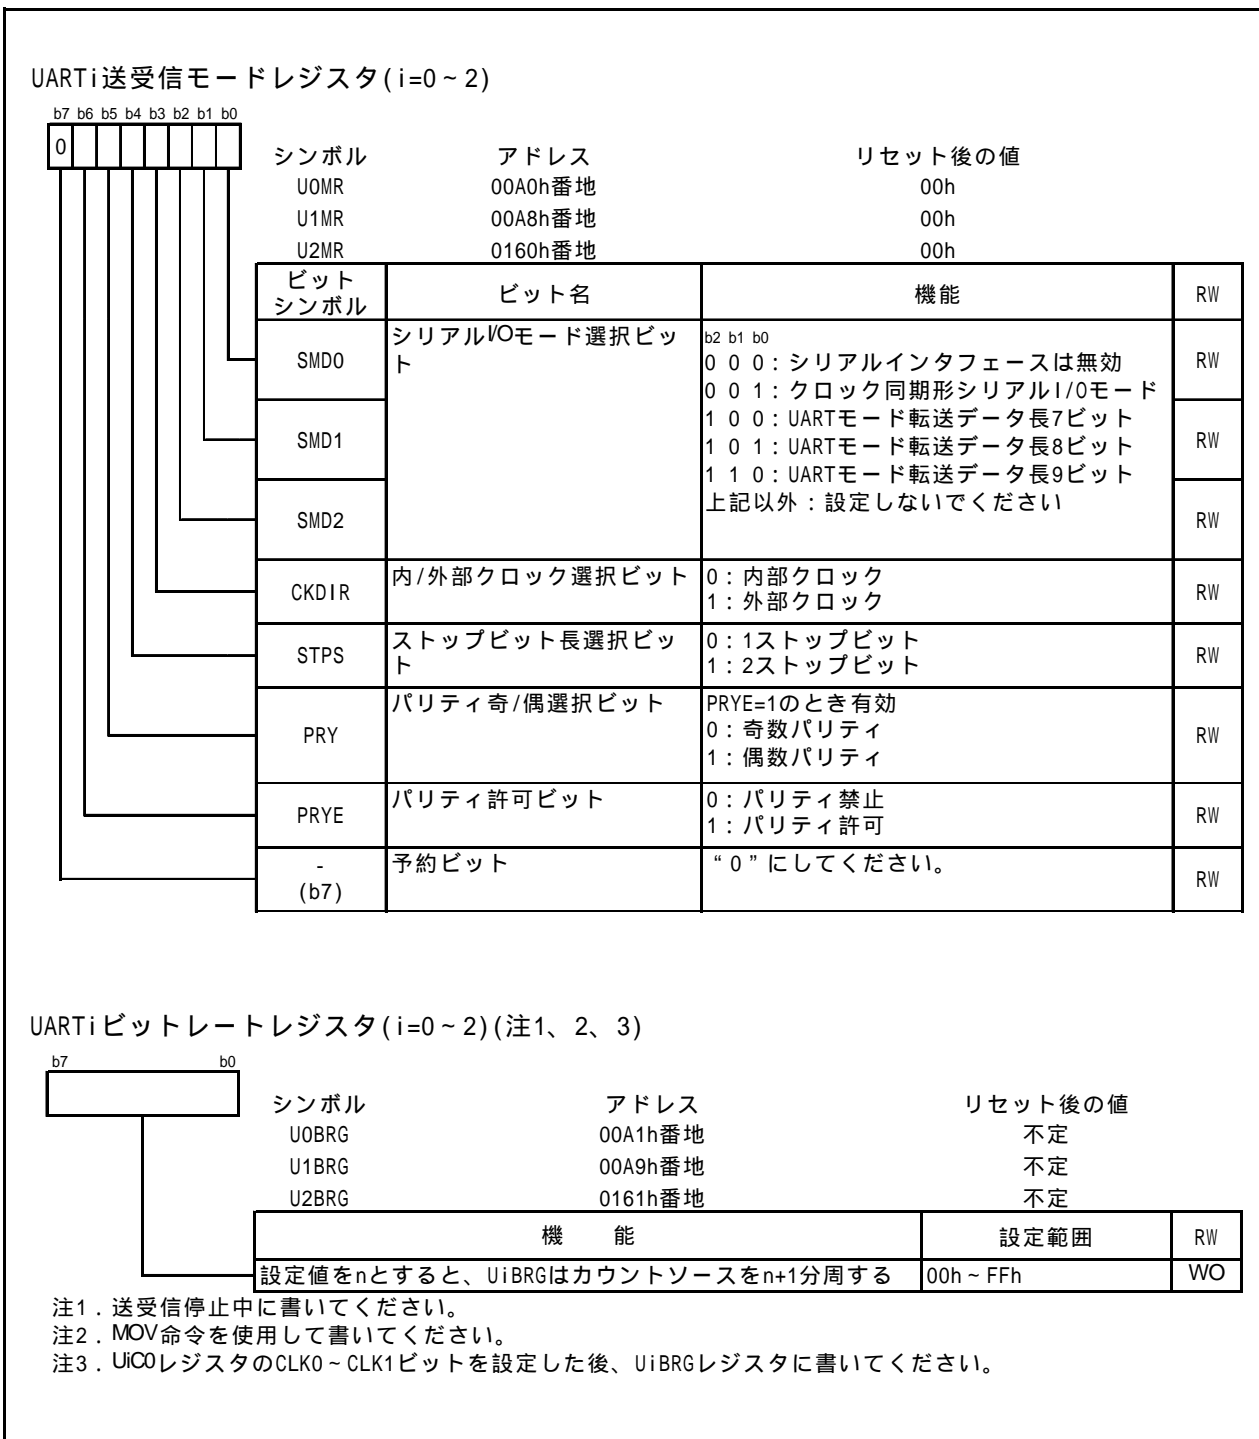 UARTi送受信モードレジスタ(i=0~2)
b7 b6 b5 b4 b3 b2 b1 b0
0
シンボル アドレス リセット後の値
U0MR 00A0h番地 00h
U1MR 00A8h番地 00h
U2MR 0160h番地 00h
ビット
シンボル ビット名 機能 RW
SMD0 シリアルI/Oモード選択ビッ
ト
b2 b1 b0
0 0 0:シリアルインタフェースは無効 RW
0 0 1:クロック同期形シリアルI/Oモード
1 0 0:UARTモード転送データ長7ビット
SMD1 1 0 1:UARTモード転送データ長8ビット RW
1 1 0:UARTモード転送データ長9ビット
上記以外:設定しないでください
SMD2 RW
CKDIR 内/外部クロック選択ビット 0:内部クロック RW
1:外部クロック
STPS ストップビット長選択ビッ
ト
0:1ストップビット RW
1:2ストップビット
PRY パリティ奇/偶選択ビット PRYE=1のとき有効
0:奇数パリティ RW
1:偶数パリティ
PRYE パリティ許可ビット 0:パリティ禁止 RW
1:パリティ許可
-
(b7) 予約ビット “0”にしてください。 RW
UARTiビットレートレジスタ(i=0~2)(注1、2、3)
b7 b0
シンボル アドレス リセット後の値
U0BRG 00A1h番地 不定
U1BRG 00A9h番地 不定
U2BRG 0161h番地 不定
機 能 設定範囲 RW
設定値をnとすると、UiBRGはカウントソースをn+1分周する 00h~FFh WO
注1.送受信停止中に書いてください。
注2.MOV命令を使用して書いてください。
注3.UiC0レジスタのCLK0~CLK1ビットを設定した後、UiBRGレジスタに書いてください。